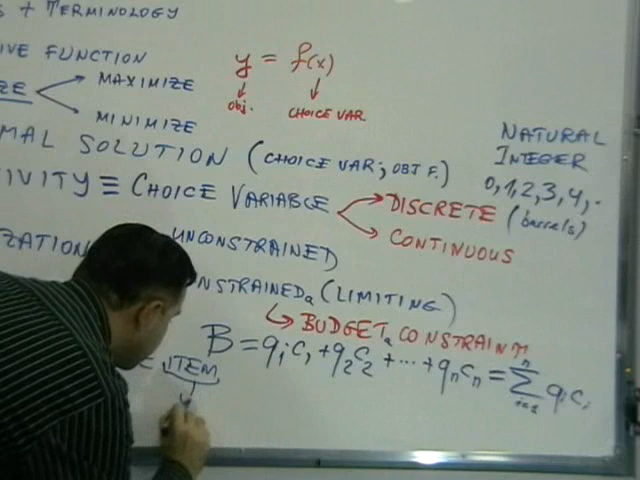 S + TERMINOLOGY
IVE FUNCTION
y = f(x)
ZE
MAXIMIZE
MINIMIZE
obj.
CHOICE VAR.
MAL SOLUTION (CHOICE VAR; OBJ F.)
TIVITY ≡ CHOICE VARIABLE
DISCRETE (barrels)
CONTINUOUS
NATURAL
INTEGER
0,1,2,3,4,..
ZATION
UNCONSTRAINED
NSTRAINED (LIMITING)
BUDGET CONSTRAINT
B = q₁c₁ + q₂c₂ + ... + qₙcₙ = Σ qᵢcᵢ
ITEM